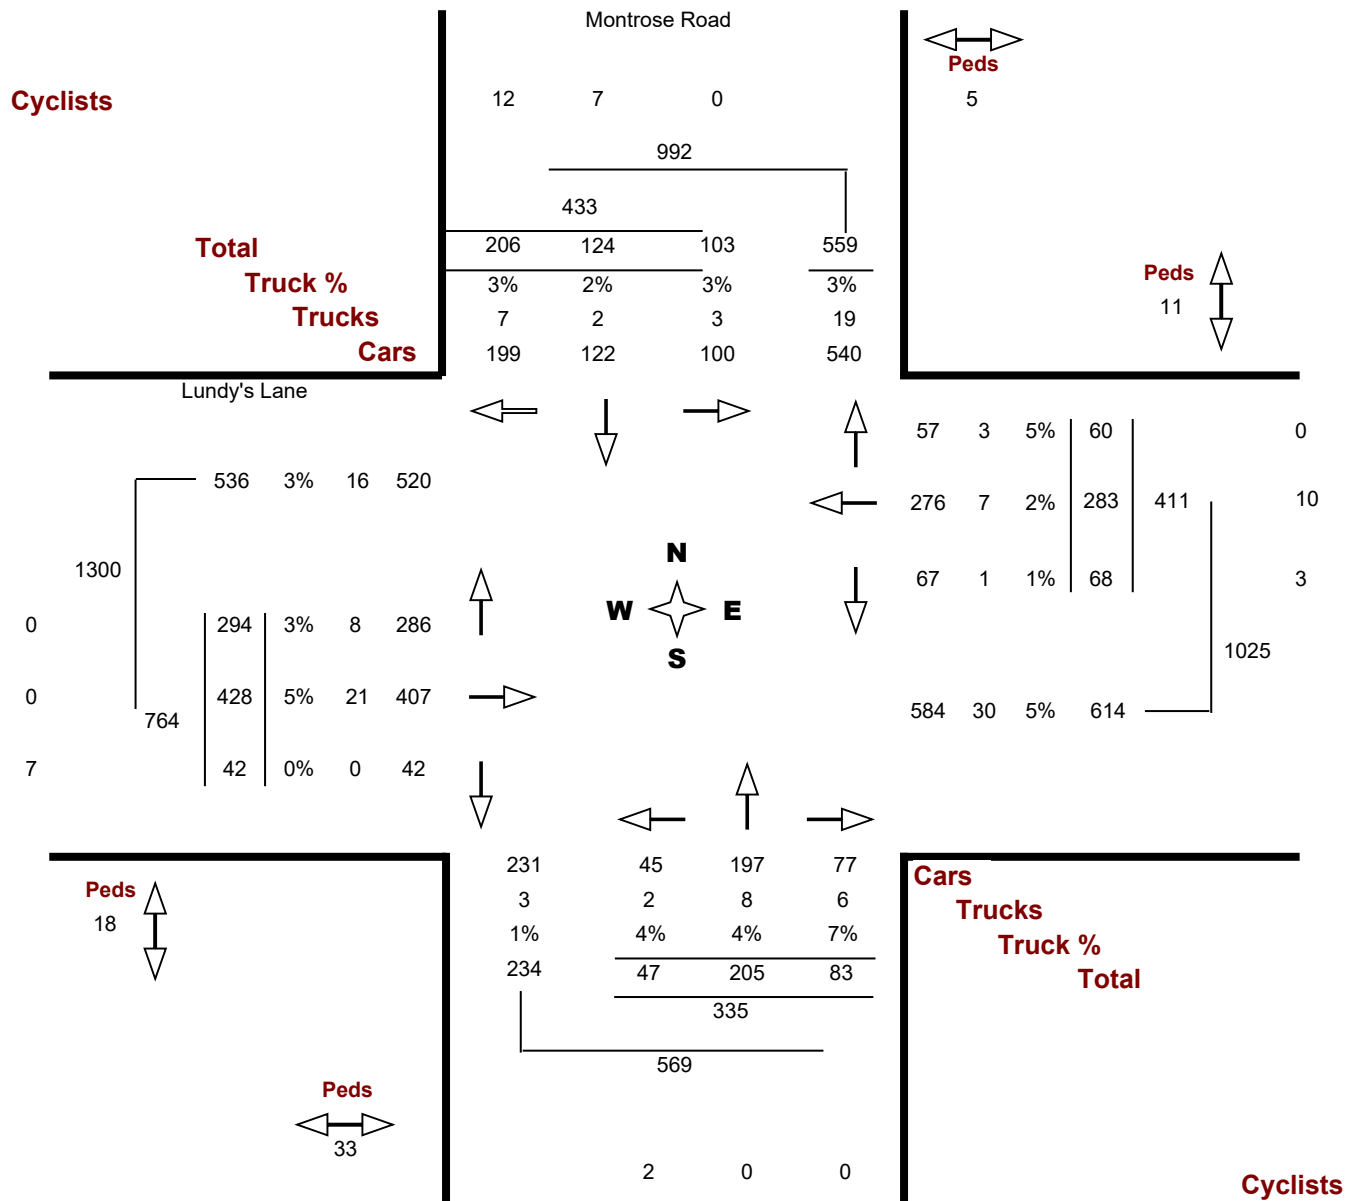 Montrose Road
Peds
Cyclists 12 7 0 5
992
433
Total 206 124 103 559
Truck % 3% 2% 3% 3%
Peds
Trucks 7 2 3 19 11
Cars 199 122 100 540
Lundy's Lane
57 3 5% 60 0
536 3% 16 520
276 7 2% 283 411 10
N
1300
67 1 1% 68 3
W E
0 294 3% 8 286
S
1025
0 428 5% 21 407
764
584 30 5% 614
7 42 0% 0 42
231 45 197 77
Cars
Peds
3 2 8 6
Trucks
18
1% 4% 4% 7%
Truck %
234 47 205 83
Total
335
569
Peds
33
2 0 0
Cyclists